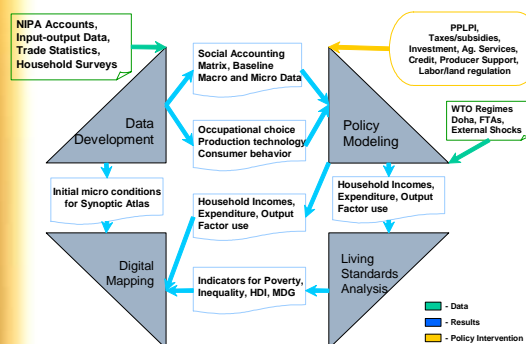 NIPA Accounts,
Input-output Data,
Trade Statistics,
Household Surveys
Social Accounting
Matrix, Baseline
Macro and Micro Data
PPLPI,
Taxes/subsidies,
Investment, Ag. Services,
Credit, Producer Support,
Labor/land regulation
Data
Development
Occupational choice
Production technology
Consumer behavior
Policy
Modeling
WTO Regimes
Doha, FTAs,
External Shocks
Initial micro conditions
for Synoptic Atlas
Household Incomes,
Expenditure, Output
Factor use
Household Incomes,
Expenditure, Output
Factor use
Digital
Mapping
Indicators for Poverty,
Inequality, HDI, MDG
Living
Standards
Analysis
- Data
- Results
- Policy Intervention